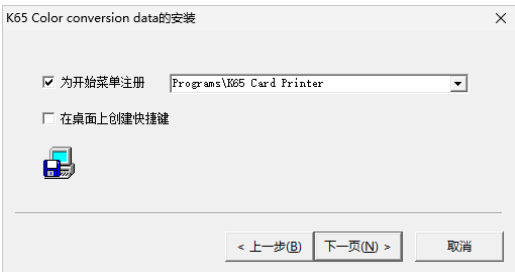 K65 Color conversion data的安装
为开始菜单注册 Programs\K65 Card Printer
在桌面上创建快捷键
< 上一步(B) 下一页(N) > 取消